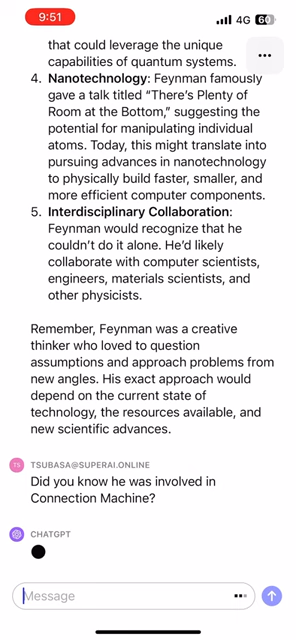 9:51
4G 60
that could leverage the unique
capabilities of quantum systems.
4. Nanotechnology: Feynman famously
gave a talk titled “There’s Plenty of
Room at the Bottom,” suggesting the
potential for manipulating individual
atoms. Today, this might translate into
pursuing advances in nanotechnology
to physically build faster, smaller, and
more efficient computer components.
5. Interdisciplinary Collaboration:
Feynman would recognize that he
couldn’t do it alone. He’d likely
collaborate with computer scientists,
engineers, materials scientists, and
other physicists.
Remember, Feynman was a creative
thinker who loved to question
assumptions and approach problems from
new angles. His exact approach would
depend on the current state of
technology, the resources available, and
new scientific advances.
TS TSUBASA@SUPERAI.ONLINE
Did you know he was involved in
Connection Machine?
CHATGPT
Message